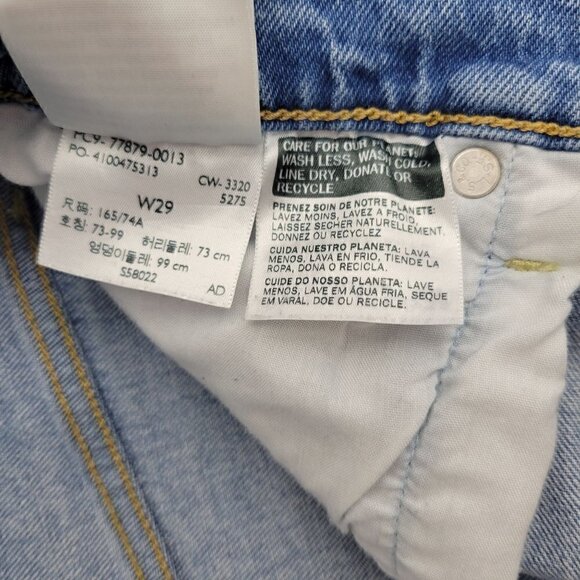 PC9-77879-0013
PO- 4100475313
CW-3320
5275
W29
尺码: 165/74A
호칭: 73-99 허리둘레: 73 cm
엉덩이둘레: 99 cm
S58022
AD
CARE FOR OUR PLANET:
WASH LESS, WASH COLD,
LINE DRY, DONATE OR
RECYCLE
PRENEZ SOIN DE NOTRE PLANETE:
LAVEZ MOINS, LAVEZ A FROID,
LAISSEZ SECHER NATURELLEMENT,
DONNEZ OU RECYCLEZ
CUIDA NUESTRO PLANETA: LAVA
MENOS, LAVA EN FRIO, TIENDE LA
ROPA, DONA O RECICLA.
CUIDE DO NOSSO PLANETA: LAVE
MENOS, LAVE EM ÁGUA FRIA, SEQUE
EM VARAL, DOE OU RECICLE.